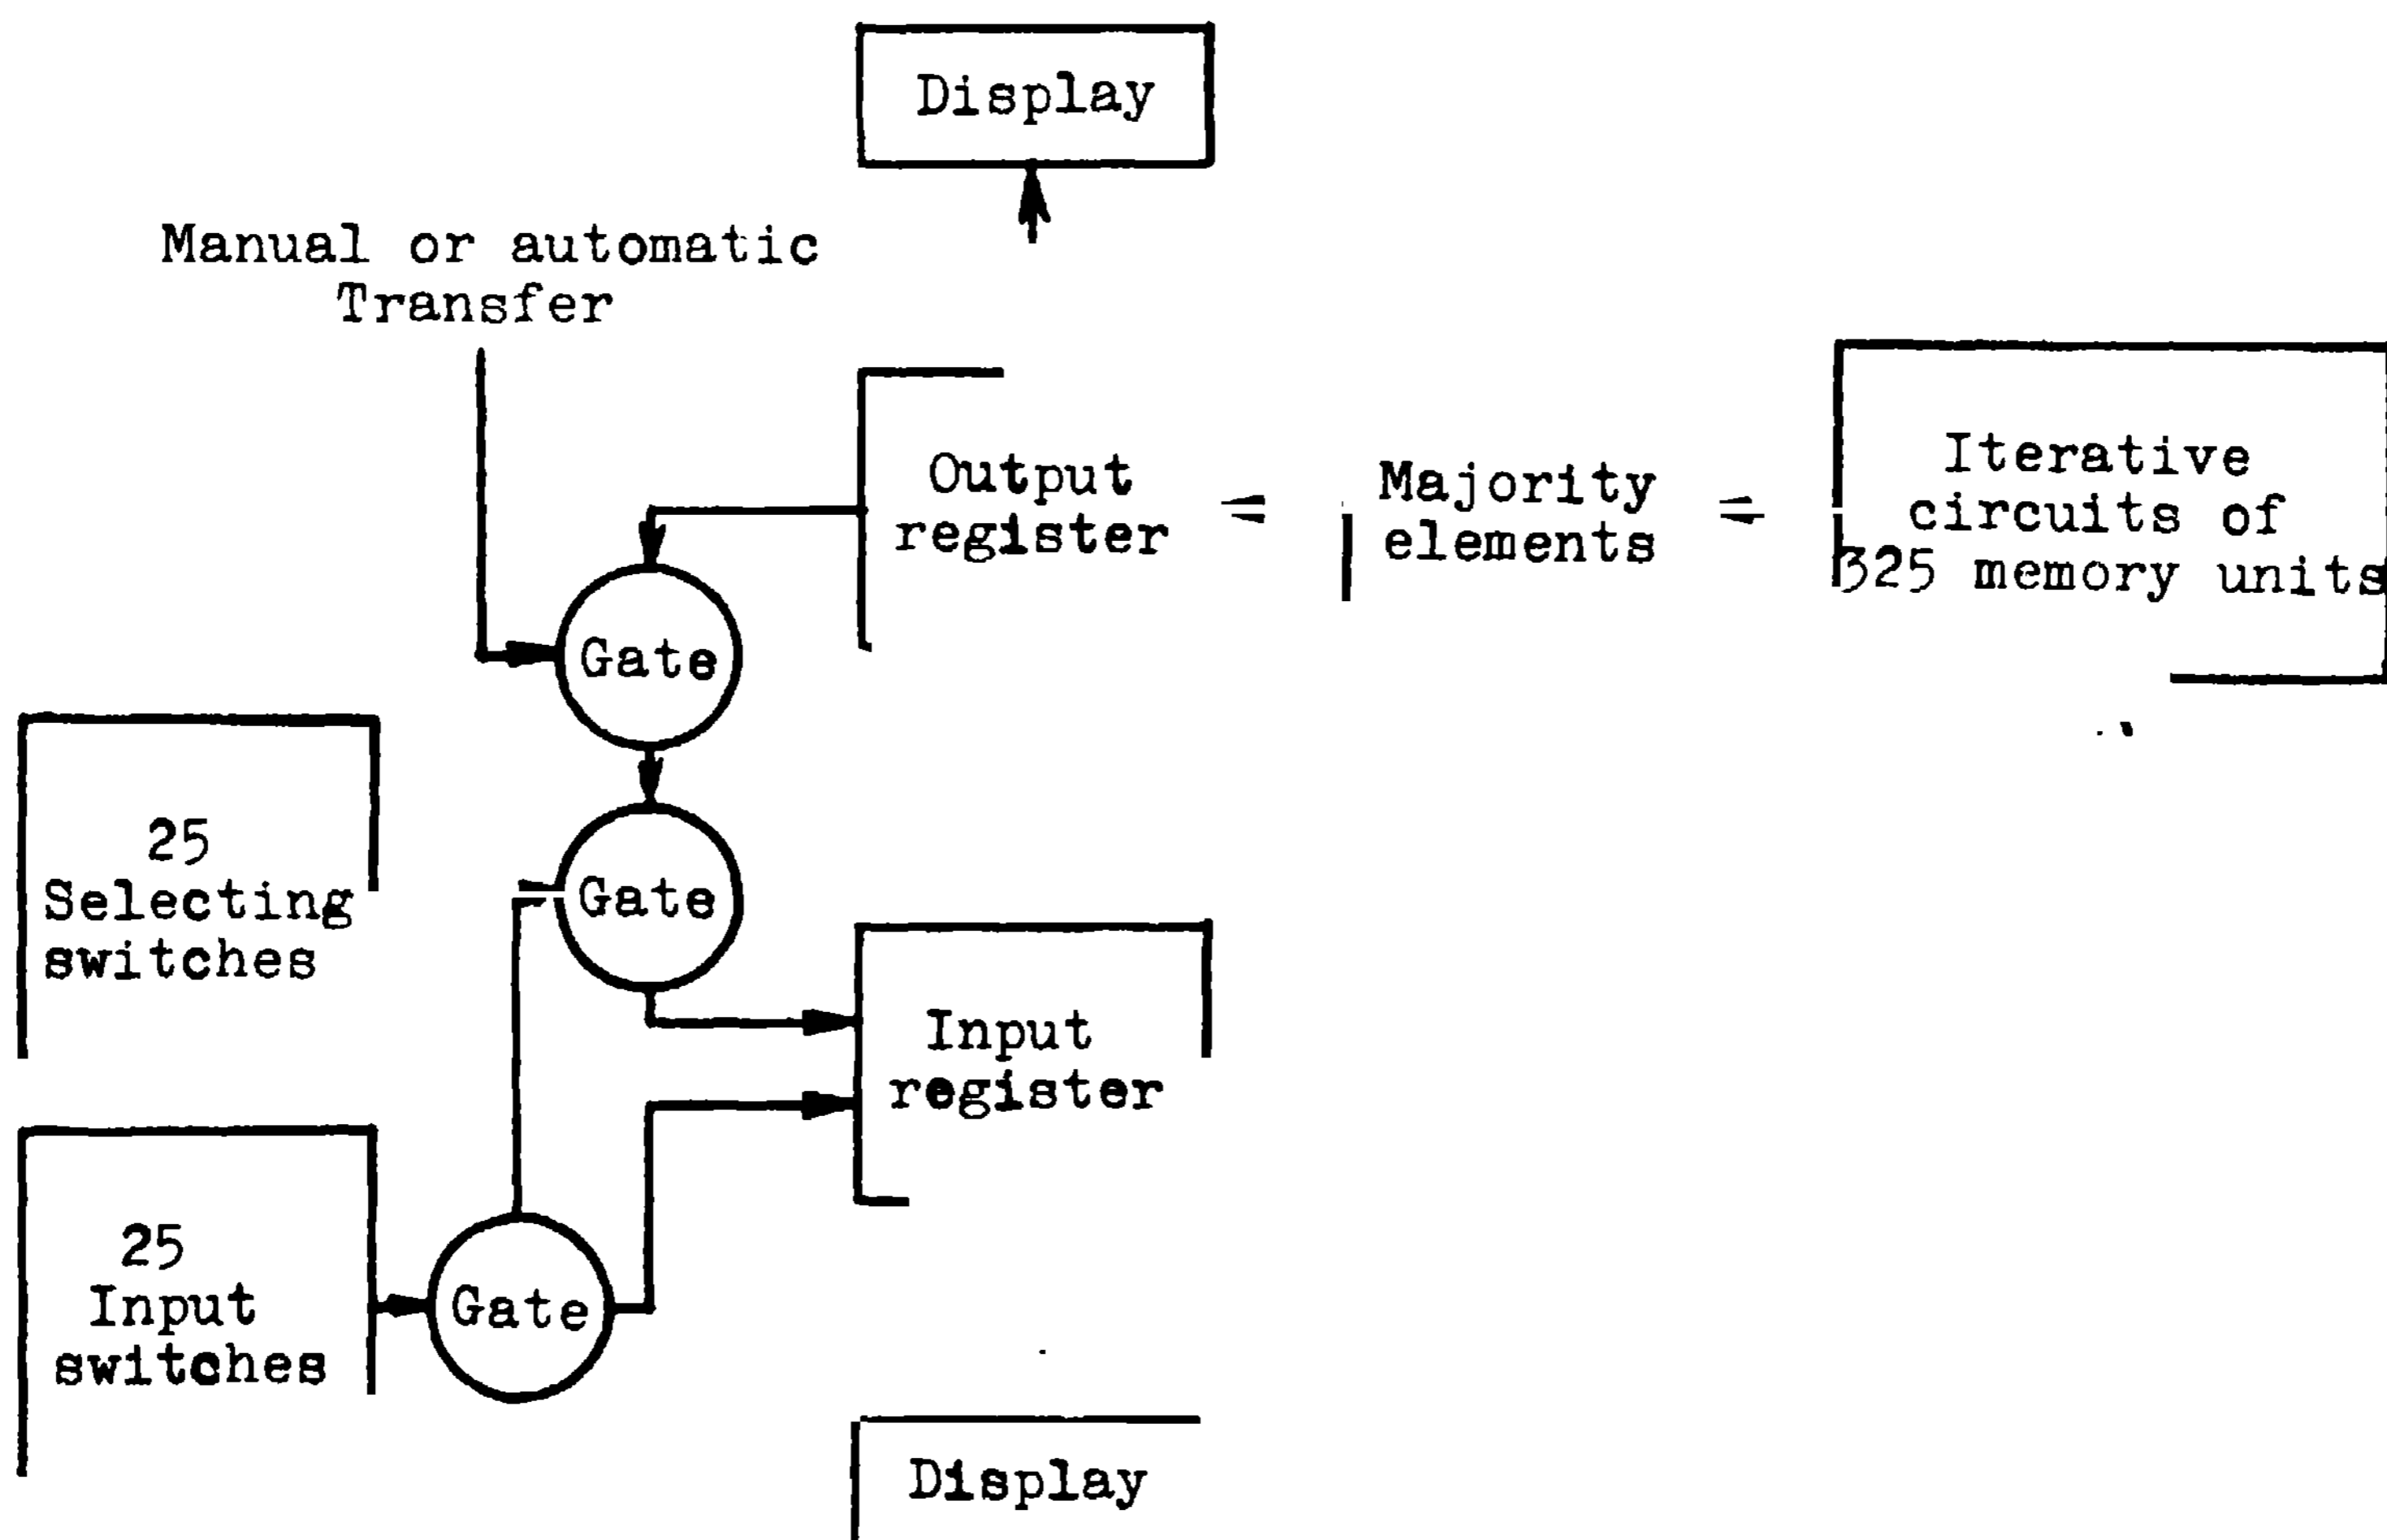 Display
Manual or automatic
Transfer
Output
register
Majority
elements
Iterative
circuits of
325 memory units
Gate
25
Selecting
switches
Gate
Input
register
25
Input
switches
Gate
Display